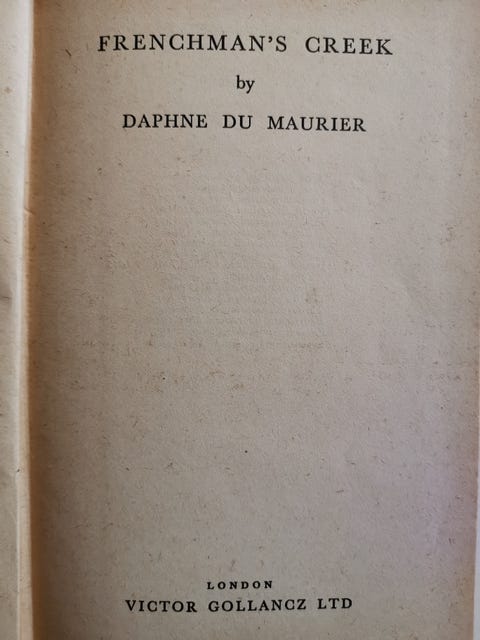 FRENCHMAN'S CREEK
by
DAPHNE DU MAURIER
LONDON
VICTOR GOLLANCZ LTD